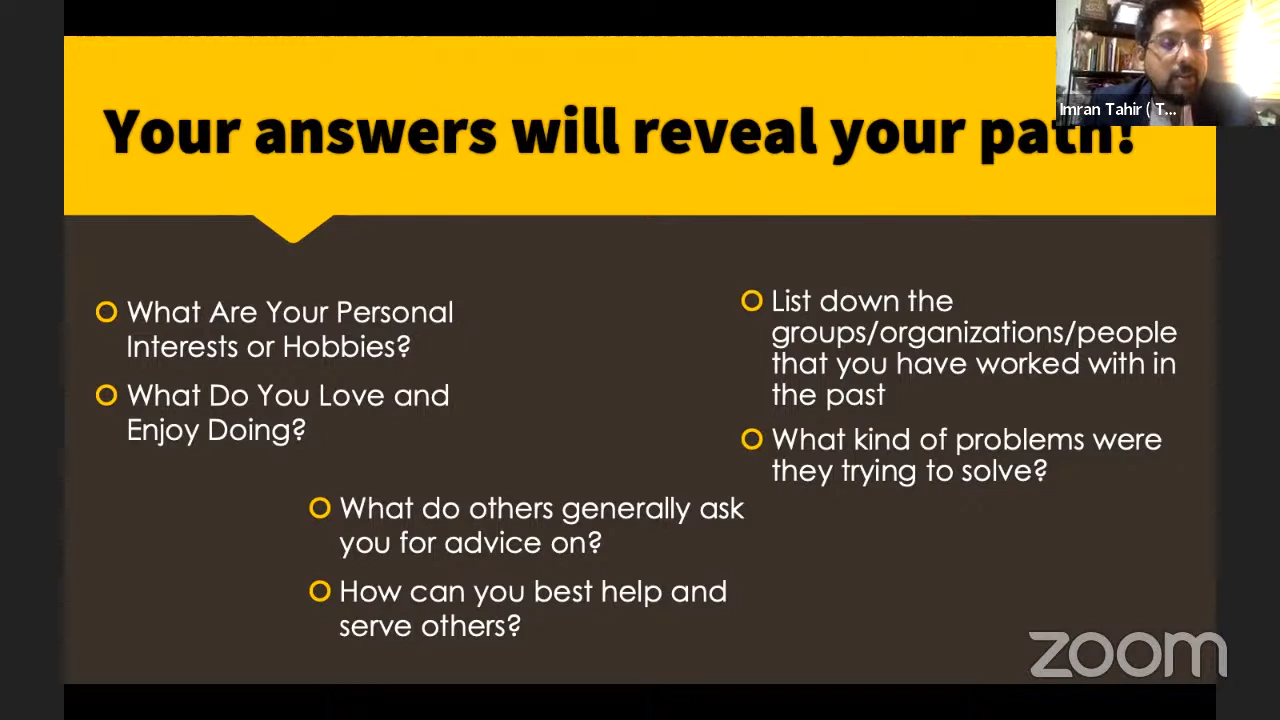 Imran Tahir ( T...
Your answers will reveal your path!
What Are Your Personal
Interests or Hobbies?
What Do You Love and
Enjoy Doing?
List down the
groups/organizations/people
that you have worked with in
the past
What kind of problems were
they trying to solve?
What do others generally ask
you for advice on?
How can you best help and
serve others?
zoom